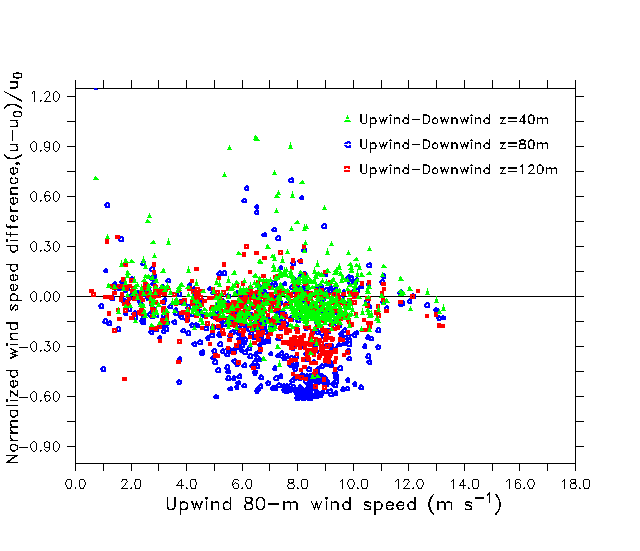 Normalized wind speed difference,(u−u₀)/u₀
1.20
0.90
0.60
0.30
0.00
−0.30
−0.60
−0.90
Upwind−Downwind z=40m
Upwind−Downwind z=80m
Upwind−Downwind z=120m
0.0 2.0 4.0 6.0 8.0 10.0 12.0 14.0 16.0 18.0
Upwind 80−m wind speed (m s⁻¹)